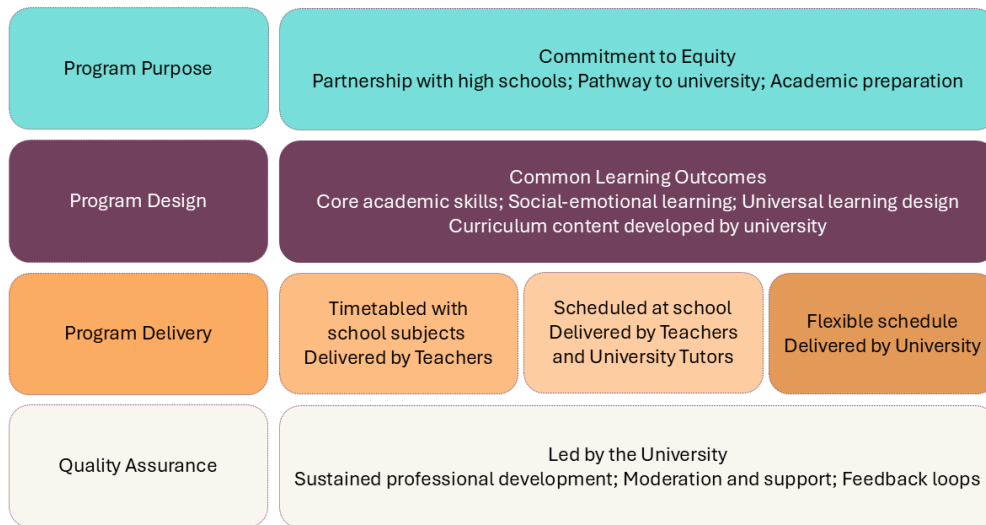 Program Purpose
Commitment to Equity
Partnership with high schools; Pathway to university; Academic preparation
Program Design
Common Learning Outcomes
Core academic skills; Social-emotional learning; Universal learning design
Curriculum content developed by university
Program Delivery
Timetabled with
school subjects
Delivered by Teachers
Scheduled at school
Delivered by Teachers
and University Tutors
Flexible schedule
Delivered by University
Quality Assurance
Led by the University
Sustained professional development; Moderation and support; Feedback loops